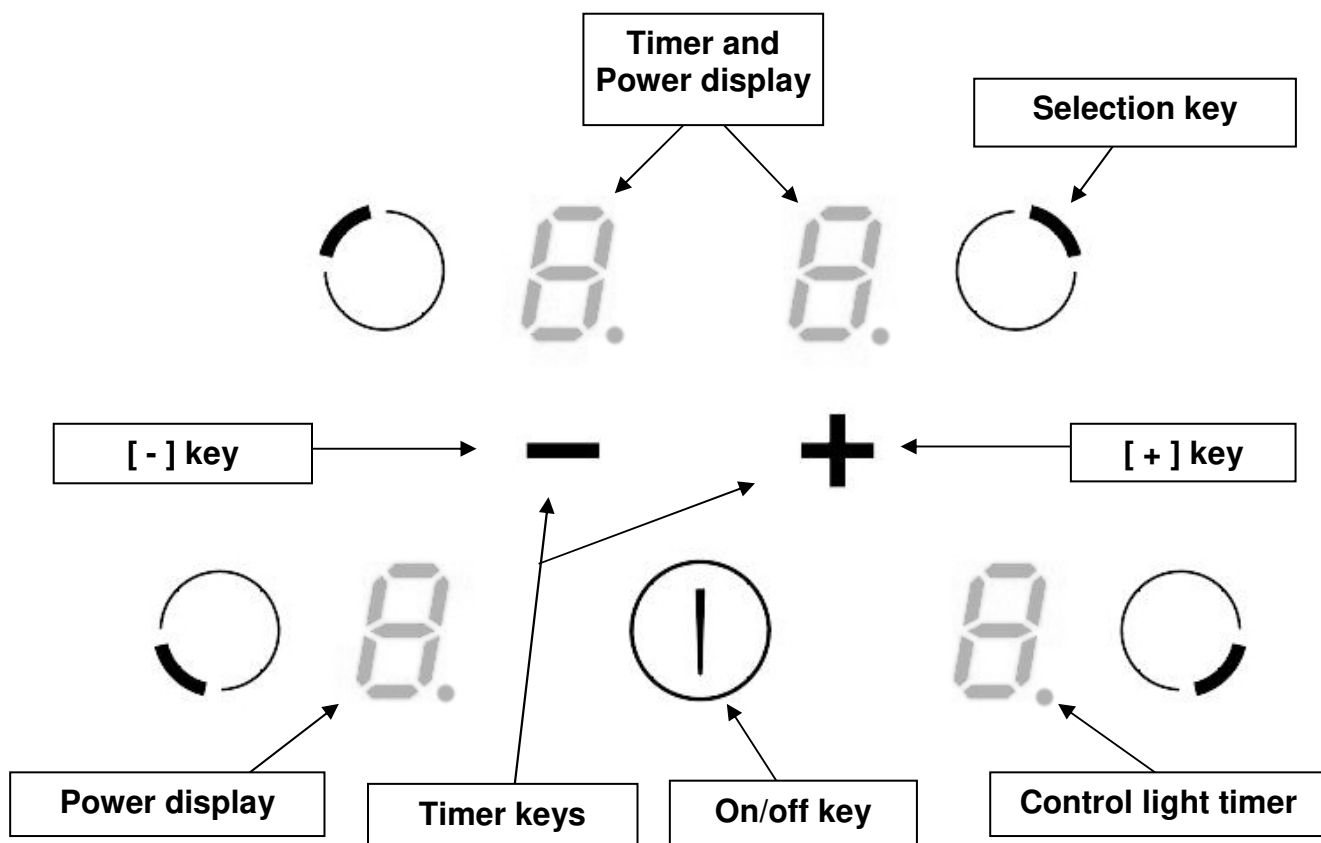 Timer and
Power display
Selection key
[ - ] key
[ + ] key
Power display
Timer keys
On/off key
Control light timer